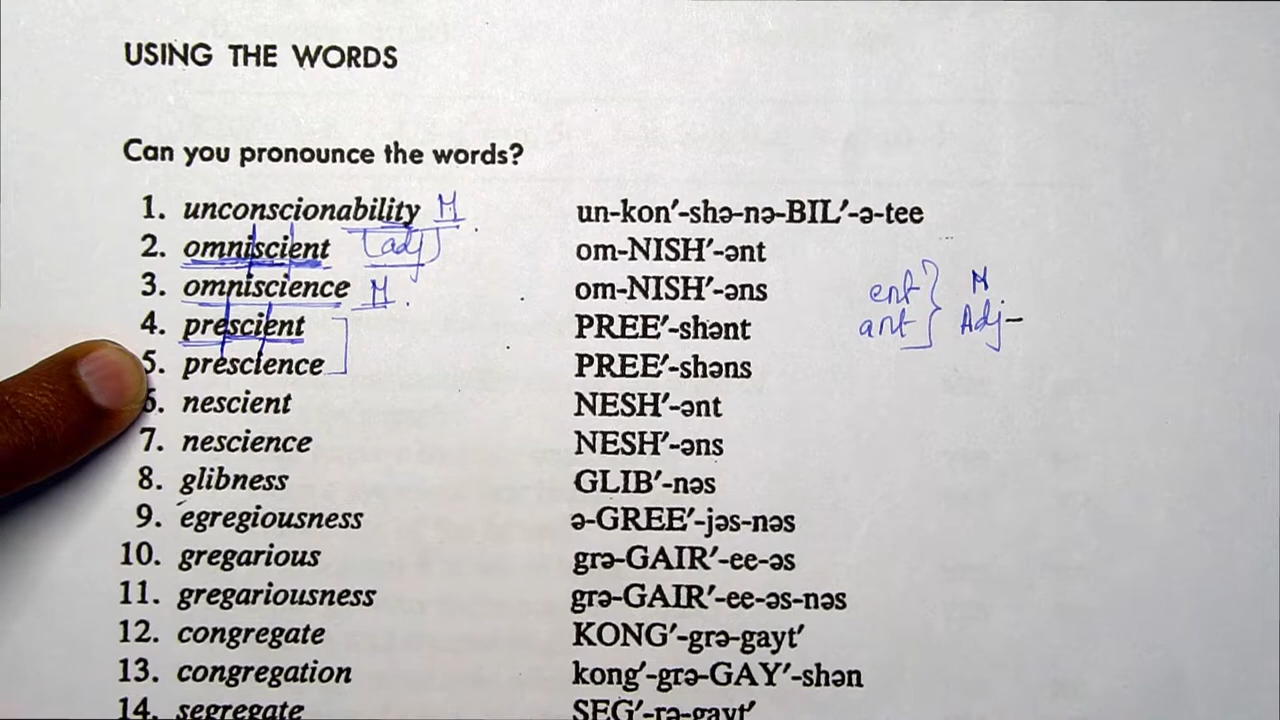 USING THE WORDS
Can you pronounce the words?
1. unconscionability N un-kon′-shə-nə-BIL′-ə-tee
2. omniscient (adj) om-NISH′-ənt
3. omniscience N. om-NISH′-əns
ent } N
4. prescient PREE′-shənt
ant } Adj-
5. prescience PREE′-shəns
6. nescient NESH′-ənt
7. nescience NESH′-əns
8. glibness GLIB′-nəs
9. egregiousness ə-GREE′-jəs-nəs
10. gregarious grə-GAIR′-ee-əs
11. gregariousness grə-GAIR′-ee-əs-nəs
12. congregate KONG′-grə-gayt′
13. congregation kong′-grə-GAY′-shən
14. segregate SEG′-rə-gayt′